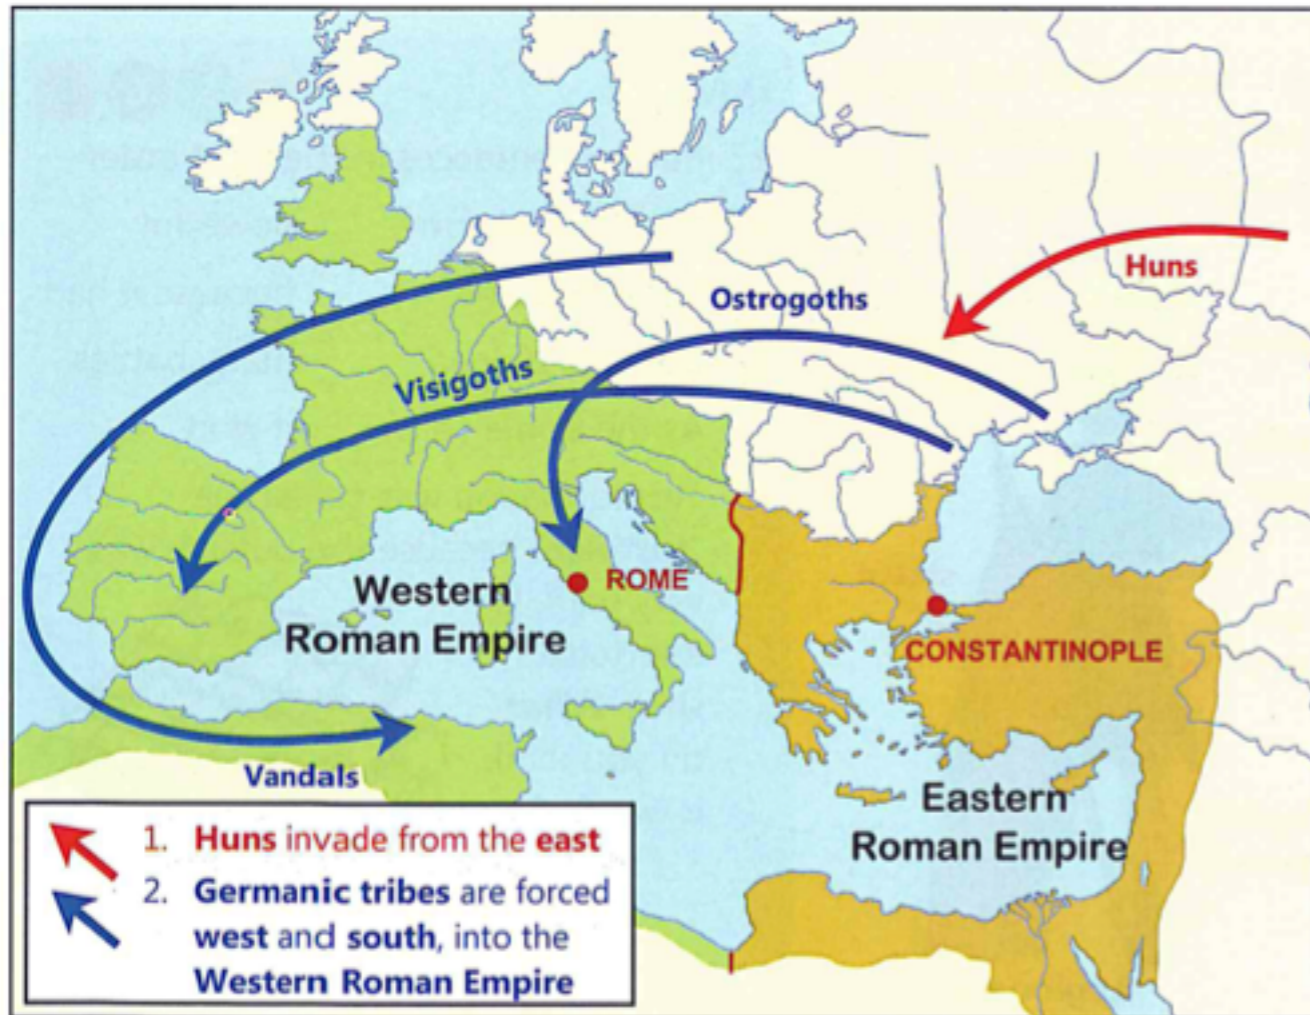 Huns
Ostrogoths
Visigoths
Western
Roman Empire
ROME
CONSTANTINOPLE
Vandals
Eastern
Roman Empire
1. Huns invade from the east
2. Germanic tribes are forced
west and south, into the
Western Roman Empire